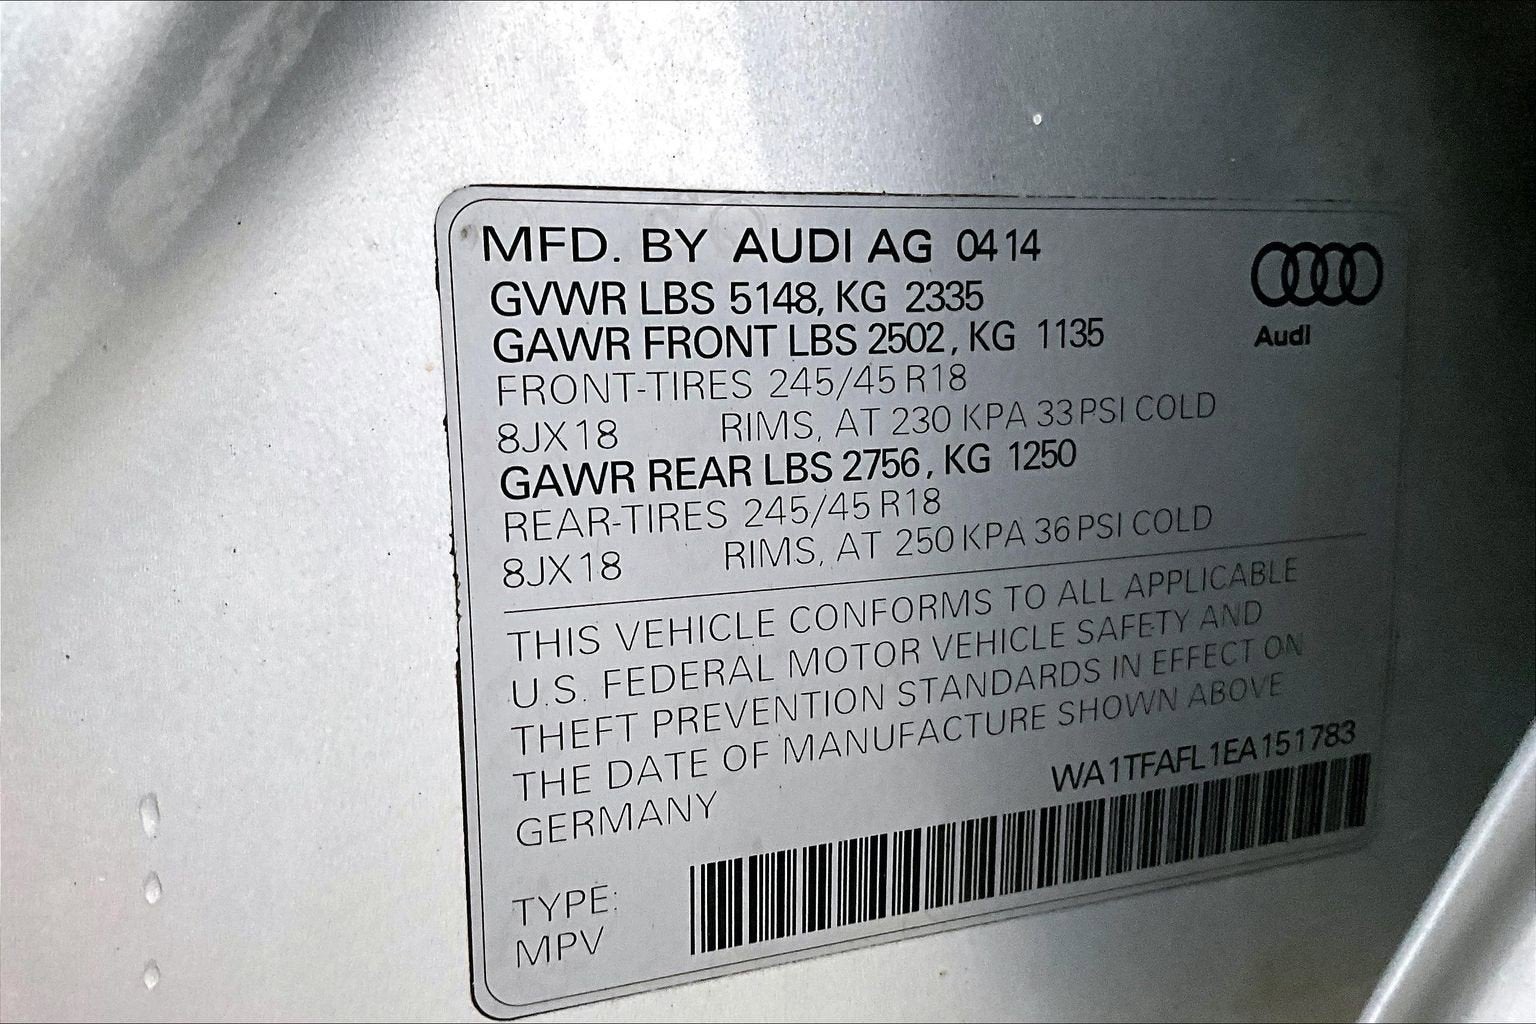 MFD. BY AUDI AG 04 14
GVWR LBS 5148, KG 2335
GAWR FRONT LBS 2502, KG 1135
FRONT-TIRES 245/45 R18
8JX18 RIMS, AT 230 KPA 33 PSI COLD
GAWR REAR LBS 2756, KG 1250
REAR-TIRES 245/45 R18
8JX18 RIMS, AT 250 KPA 36 PSI COLD
Audi
THIS VEHICLE CONFORMS TO ALL APPLICABLE
U.S. FEDERAL MOTOR VEHICLE SAFETY AND
THEFT PREVENTION STANDARDS IN EFFECT ON
THE DATE OF MANUFACTURE SHOWN ABOVE
GERMANY
WA1TFAFL1EA151783
TYPE:
MPV